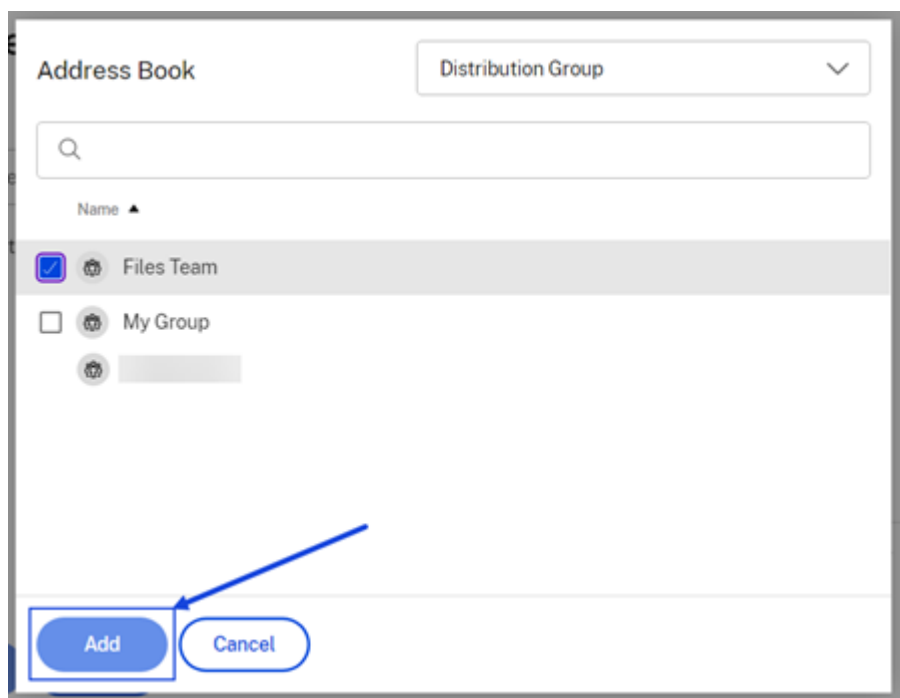 Address Book
Distribution Group
Name
Files Team
My Group
Add
Cancel